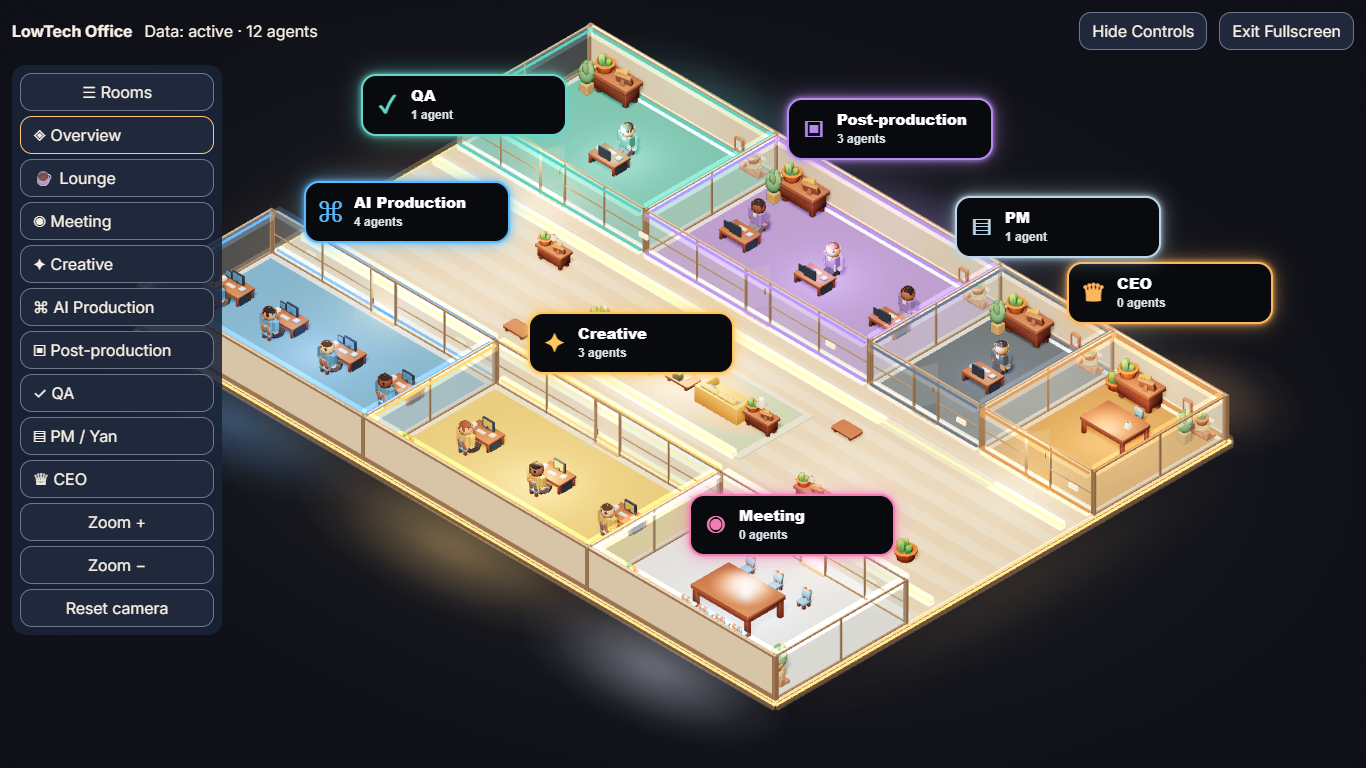 LowTech Office Data: active · 12 agents
Hide Controls
Exit Fullscreen
☰ Rooms
◈ Overview
Lounge
◉ Meeting
✦ Creative
⌘ AI Production
▣ Post-production
✓ QA
▤ PM / Yan
♛ CEO
Zoom +
Zoom −
Reset camera
✓ QA
1 agent
▣ Post-production
3 agents
⌘ AI Production
4 agents
▤ PM
1 agent
♛ CEO
0 agents
✦ Creative
3 agents
◉ Meeting
0 agents